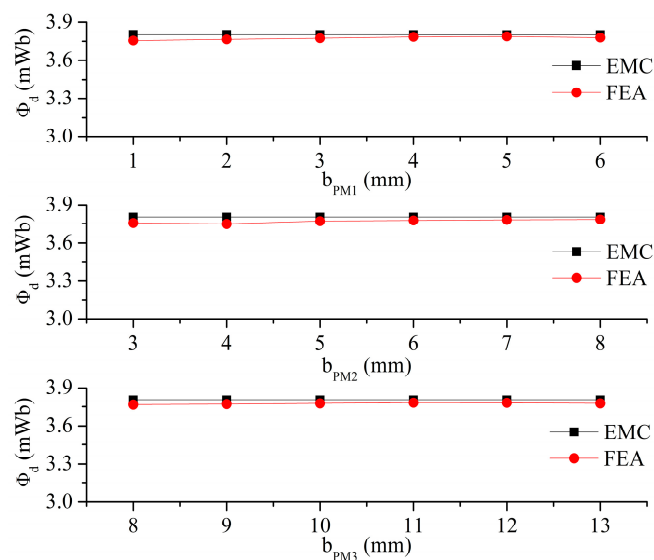 3.9
3.6
3.3
3.0
Φd (mWb)
EMC
FEA
1 2 3 4 5 6
bPM1 (mm)
3.9
3.6
3.3
3.0
Φd (mWb)
EMC
FEA
3 4 5 6 7 8
bPM2 (mm)
3.9
3.6
3.3
3.0
Φd (mWb)
EMC
FEA
8 9 10 11 12 13
bPM3 (mm)